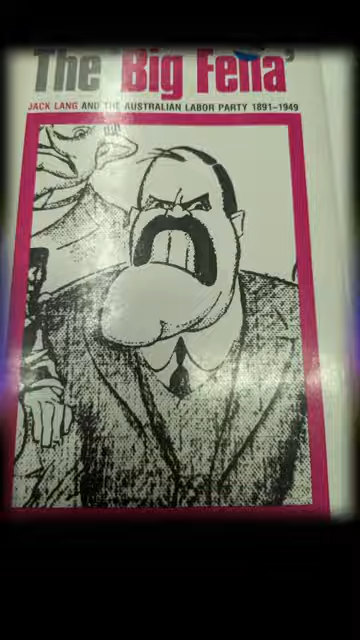 The 'Big Fella'
JACK LANG AND THE AUSTRALIAN LABOR PARTY 1891–1949